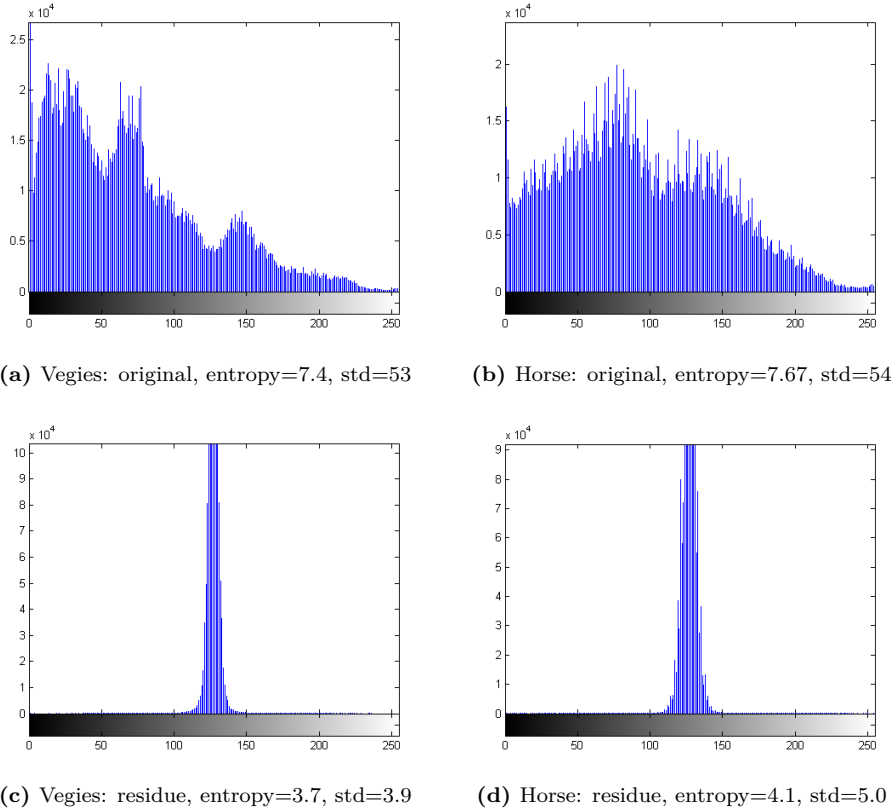 x 10⁴
2.5
2
1.5
1
0.5
0
0 50 100 150 200 250
(a) Vegies: original, entropy=7.4, std=53
x 10⁴
2
1.5
1
0.5
0
0 50 100 150 200 250
(b) Horse: original, entropy=7.67, std=54
x 10⁴
10
9
8
7
6
5
4
3
2
1
0
0 50 100 150 200 250
(c) Vegies: residue, entropy=3.7, std=3.9
x 10⁴
9
8
7
6
5
4
3
2
1
0
0 50 100 150 200 250
(d) Horse: residue, entropy=4.1, std=5.0